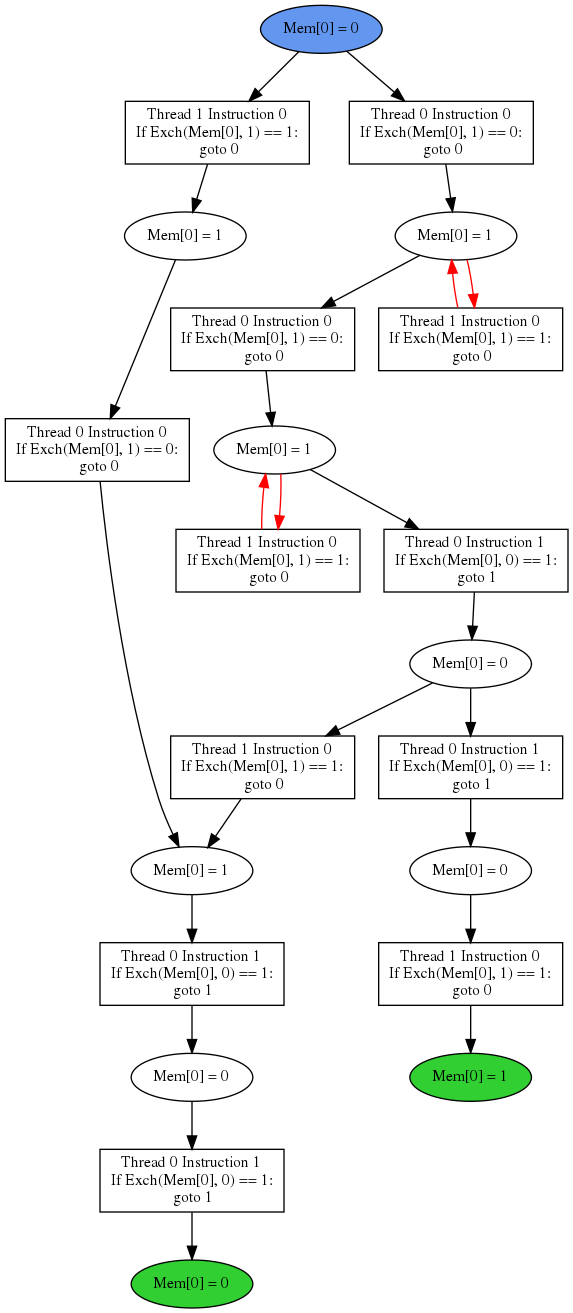 Mem[0] = 0
Thread 1 Instruction 0
If Exch(Mem[0], 1) == 1:
goto 0
Thread 0 Instruction 0
If Exch(Mem[0], 1) == 0:
goto 0
Mem[0] = 1
Mem[0] = 1
Thread 0 Instruction 0
If Exch(Mem[0], 1) == 0:
goto 0
Thread 1 Instruction 0
If Exch(Mem[0], 1) == 1:
goto 0
Thread 0 Instruction 0
If Exch(Mem[0], 1) == 0:
goto 0
Mem[0] = 1
Thread 1 Instruction 0
If Exch(Mem[0], 1) == 1:
goto 0
Thread 0 Instruction 1
If Exch(Mem[0], 0) == 1:
goto 1
Mem[0] = 0
Thread 1 Instruction 0
If Exch(Mem[0], 1) == 1:
goto 0
Thread 0 Instruction 1
If Exch(Mem[0], 0) == 1:
goto 1
Mem[0] = 1
Mem[0] = 0
Thread 0 Instruction 1
If Exch(Mem[0], 0) == 1:
goto 1
Thread 1 Instruction 0
If Exch(Mem[0], 1) == 1:
goto 0
Mem[0] = 0
Mem[0] = 1
Thread 0 Instruction 1
If Exch(Mem[0], 0) == 1:
goto 1
Mem[0] = 0